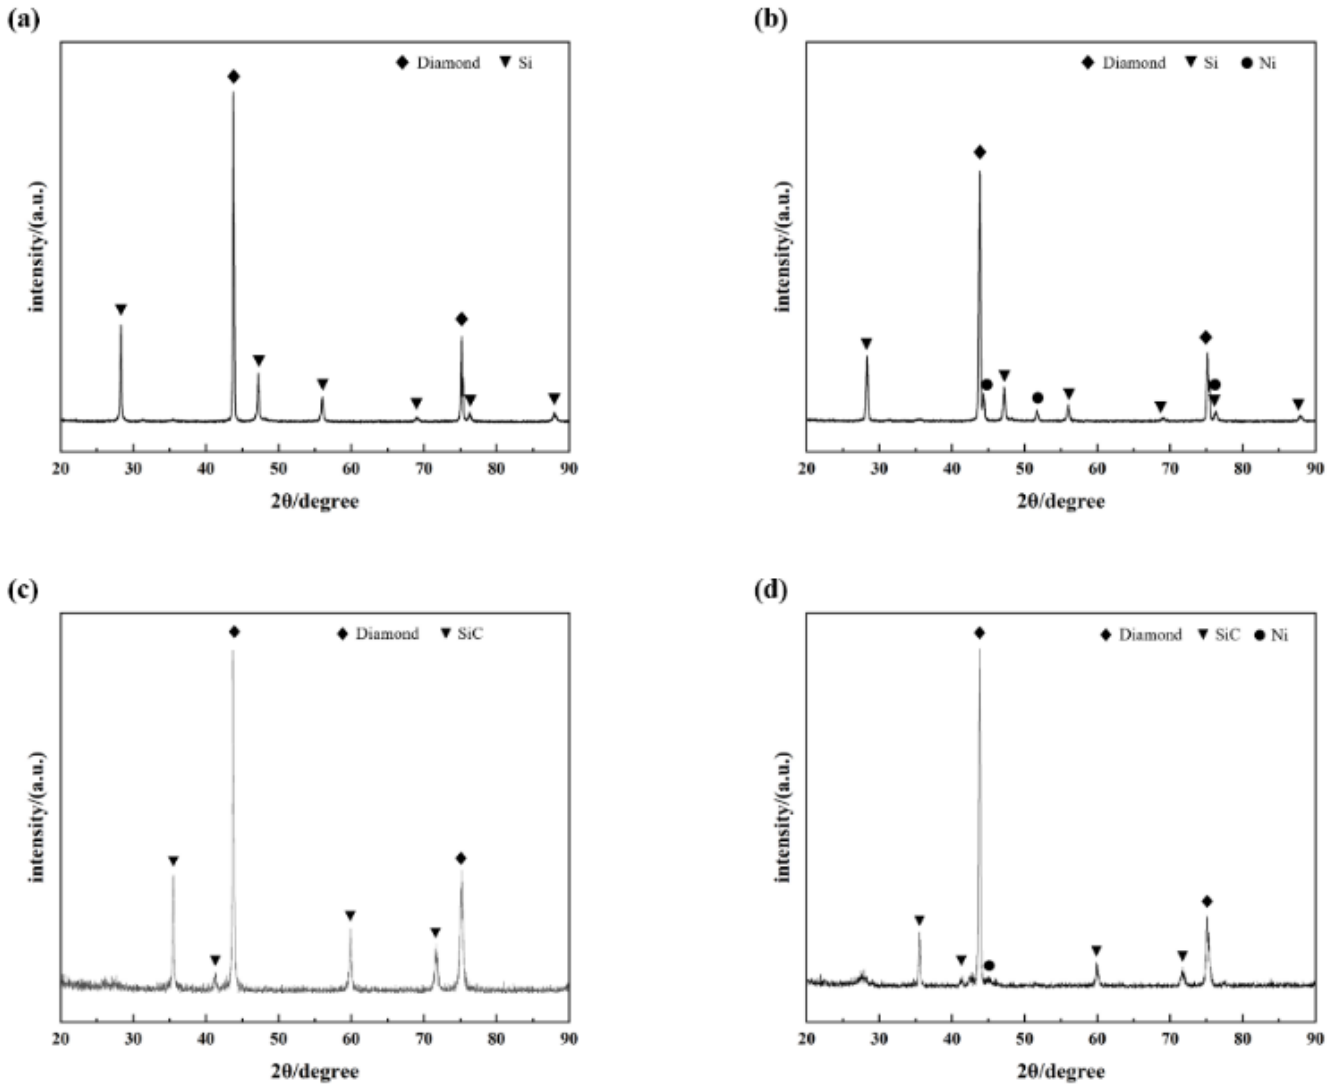 (a)
◆ Diamond ▼ Si
intensity/(a.u.)
20 30 40 50 60 70 80 90
2θ/degree
(b)
◆ Diamond ▼ Si ● Ni
intensity/(a.u.)
20 30 40 50 60 70 80 90
2θ/degree
(c)
◆ Diamond ▼ SiC
intensity/(a.u.)
20 30 40 50 60 70 80 90
2θ/degree
(d)
◆ Diamond ▼ SiC ● Ni
intensity/(a.u.)
20 30 40 50 60 70 80 90
2θ/degree